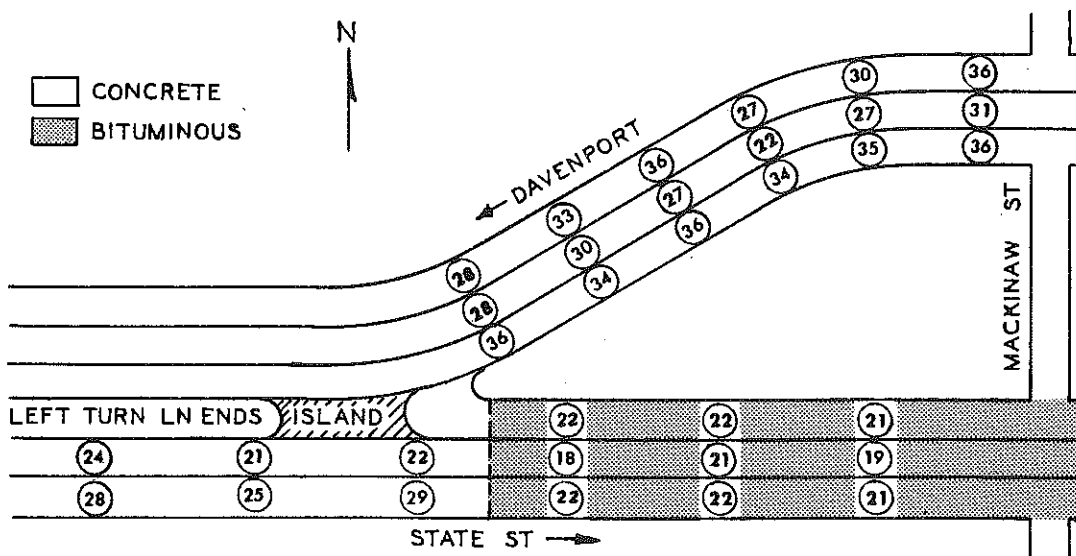 N
CONCRETE
BITUMINOUS
← DAVENPORT
30 36
27 27 31
36 22 35 36
33 27 34
30 36
28 34
28
36
MACKINAW ST
LEFT TURN LN ENDS ISLAND
22 22 21
24 21 22 18 21 19
28 25 29 22 22 21
STATE ST →